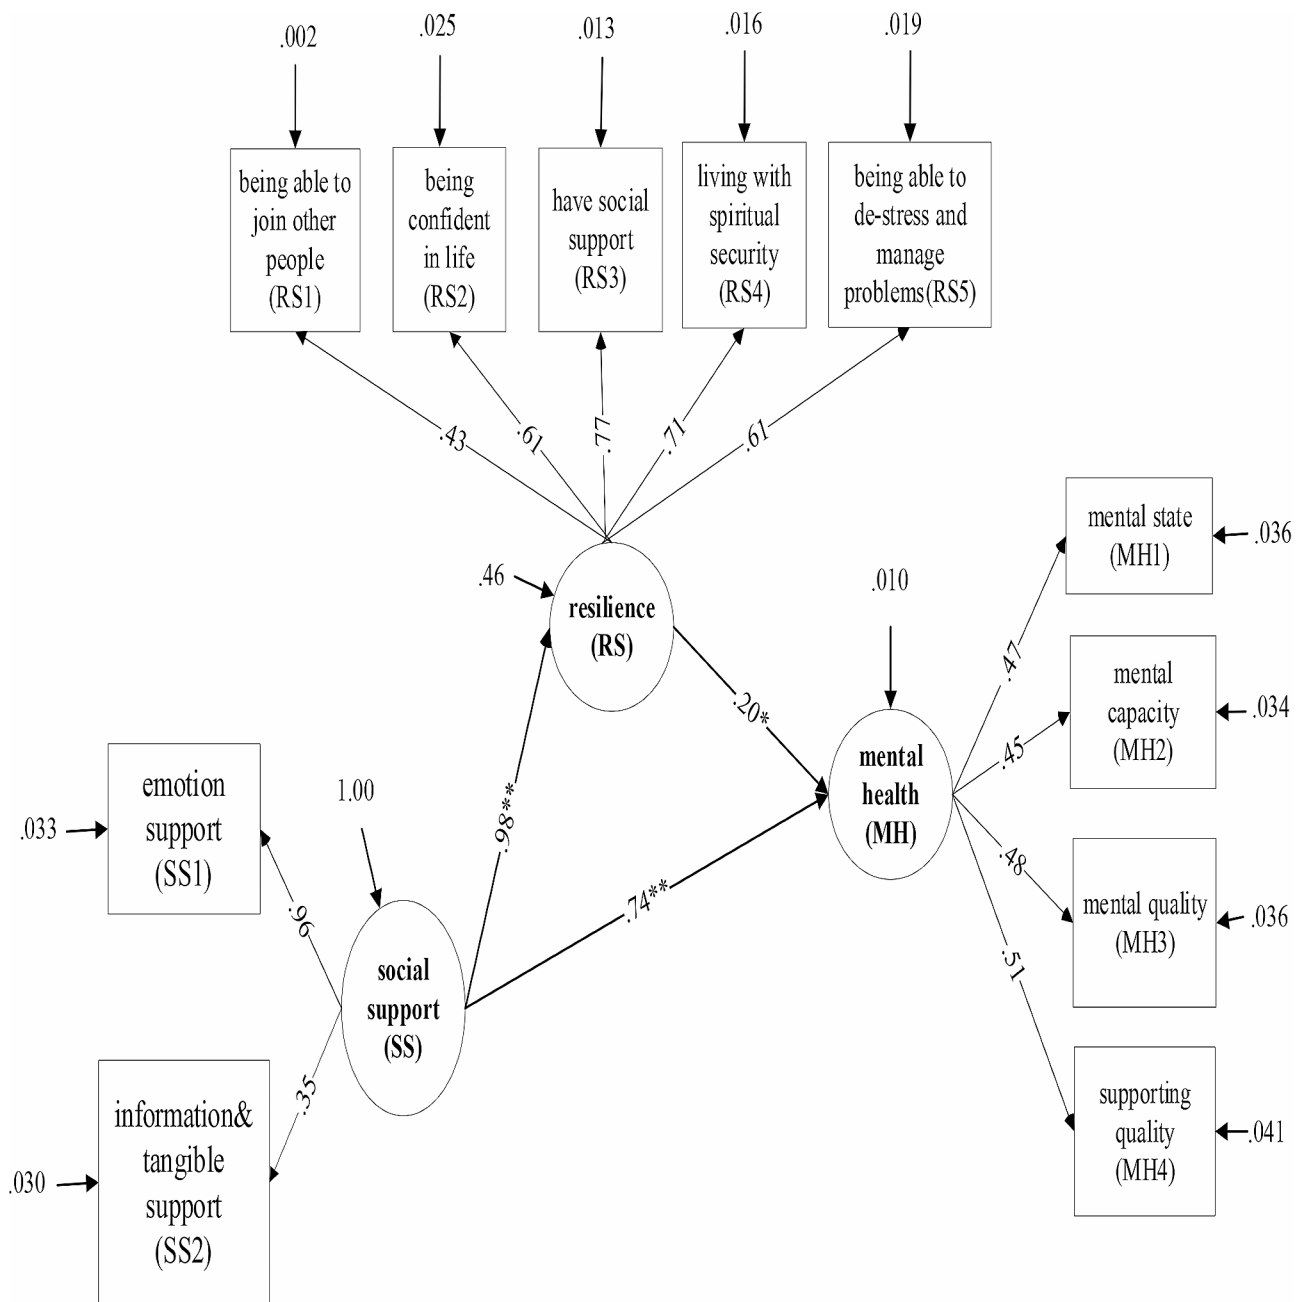 .002
.025
.013
.016
.019
being able to
join other
people
(RS1)
being
confident
in life
(RS2)
have social
support
(RS3)
living with
spiritual
security
(RS4)
being able to
de-stress and
manage
problems(RS5)
.43
.61
.77
.71
.61
.46
resilience
(RS)
.010
mental state
(MH1)
.036
.47
mental
capacity
(MH2)
.034
.45
.20*
mental
health
(MH)
emotion
support
(SS1)
.033
1.00
.98**
.74**
.96
.48
mental quality
(MH3)
.036
.51
social
support
(SS)
.35
information&
tangible
support
(SS2)
.030
supporting
quality
(MH4)
.041